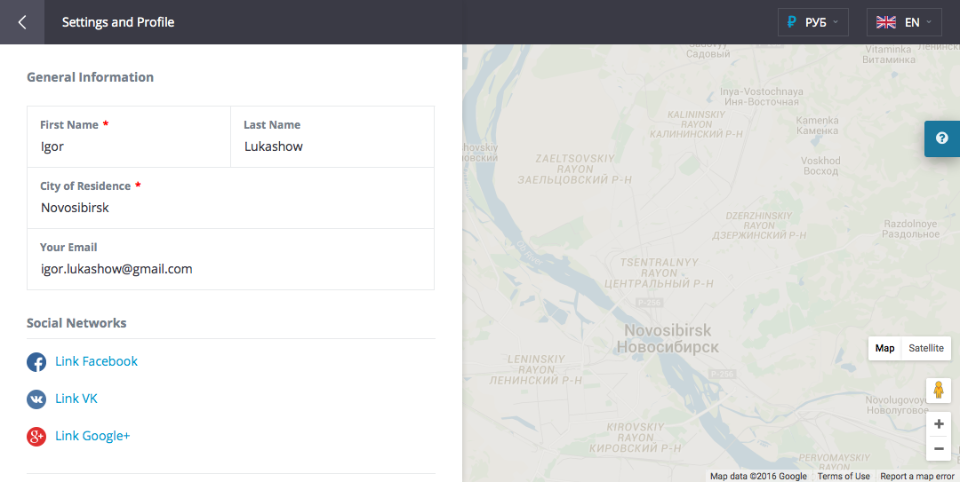 Settings and Profile
₽ РУБ
EN
General Information
First Name *
Igor
Last Name
Lukashow
City of Residence *
Novosibirsk
Your Email
igor.lukashow@gmail.com
Social Networks
Link Facebook
Link VK
Link Google+
Садовый
Vitaminka
Витаминка
Inya-Vostochnaya
Иня-Восточная
KALININSKIY
RAYON
КАЛИНИНСКИЙ Р-Н
Kamenka
Каменка
?
ZAELTSOVSKIY
RAYON
ЗАЕЛЬЦОВСКИЙ Р-Н
Voskhod
Восход
DZERZHINSKIY
RAYON
ДЗЕРЖИНСКИЙ Р-Н
Razdolnoye
Раздольное
TSENTRALNYY
RAYON
ЦЕНТРАЛЬНЫЙ Р-Н
P-256
Novosibirsk
Новосибирск
LENINSKIY
RAYON
ЛЕНИНСКИЙ Р-Н
P-256
Map
Satellite
KIROVSKIY
RAYON
КИРОВСКИЙ Р-Н
+
−
PERVOMAYSKIY
RAYON
Map data ©2016 Google
Terms of Use
Report a map error